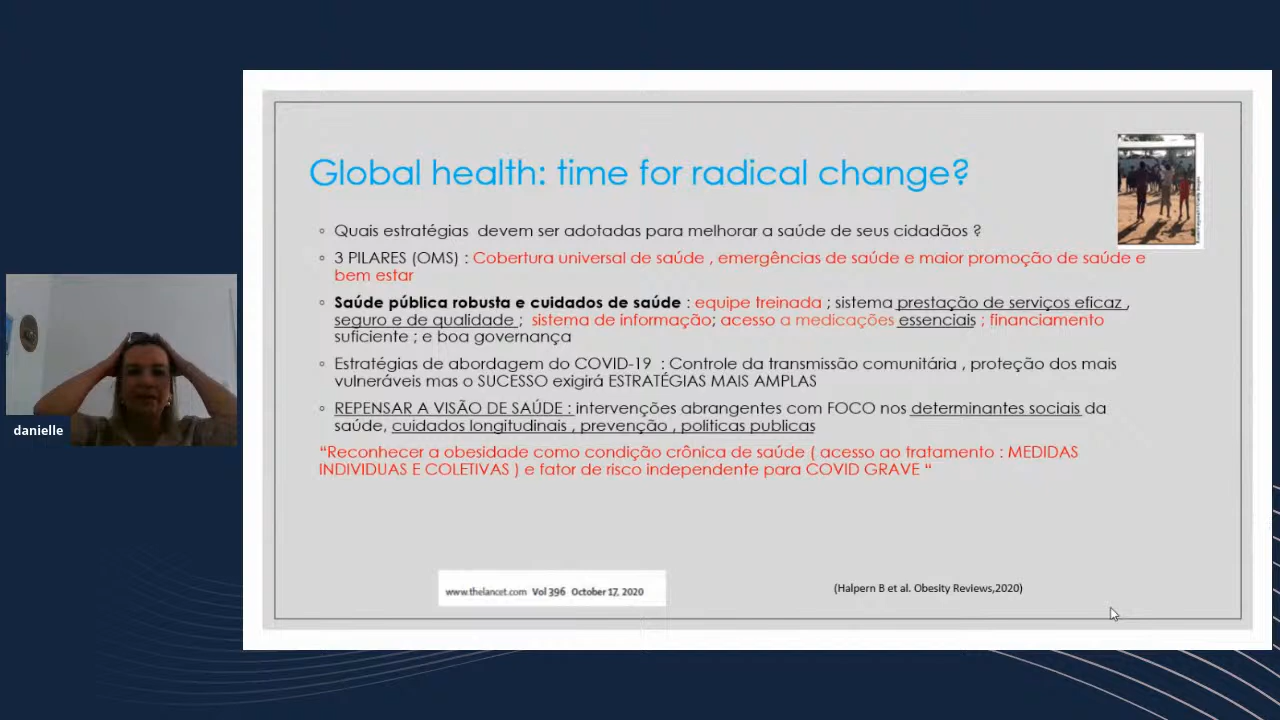 Global health: time for radical change?
Quais estratégias devem ser adotadas para melhorar a saúde de seus cidadãos ?
3 PILARES (OMS) : Cobertura universal de saúde , emergências de saúde e maior promoção de saúde e
bem estar
Saúde pública robusta e cuidados de saúde : equipe treinada ; sistema prestação de serviços eficaz ,
seguro e de qualidade ; sistema de informação; acesso a medicações essenciais ; financiamento
suficiente ; e boa governança
Estratégias de abordagem do COVID-19 : Controle da transmissão comunitária , proteção dos mais
vulneráveis mas o SUCESSO exigirá ESTRATÉGIAS MAIS AMPLAS
REPENSAR A VISÃO DE SAÚDE : intervenções abrangentes com FOCO nos determinantes sociais da
saúde, cuidados longitudinais , prevenção , politicas publicas
“Reconhecer a obesidade como condição crônica de saúde ( acesso ao tratamento : MEDIDAS
INDIVIDUAS E COLETIVAS ) e fator de risco independente para COVID GRAVE “
danielle
www.thelancet.com Vol 396 October 17, 2020
(Halpern B et al. Obesity Reviews,2020)